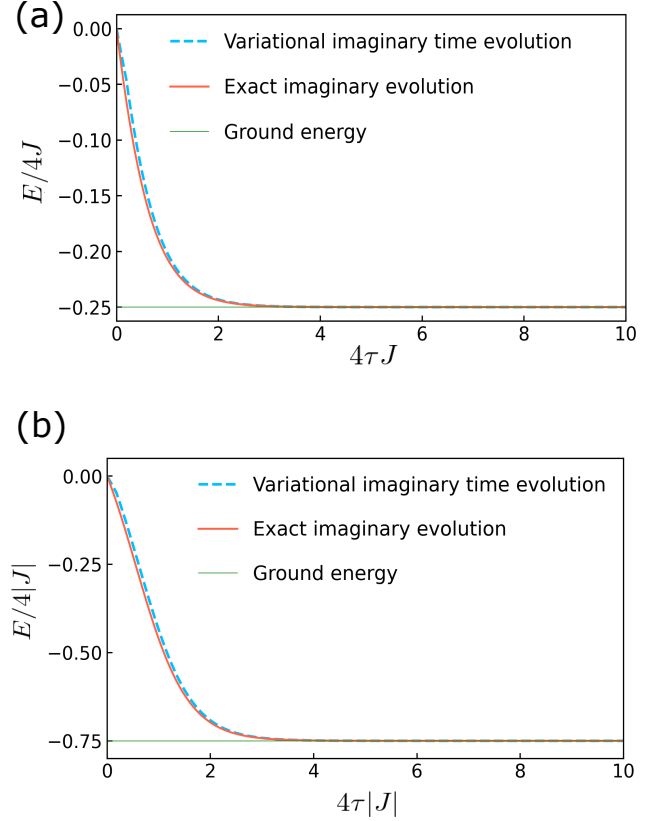 (a)
0.00
−0.05
−0.10
−0.15
−0.20
−0.25
E/4J
Variational imaginary time evolution
Exact imaginary evolution
Ground energy
0 2 4 6 8 10
4τJ
(b)
0.00
−0.25
−0.50
−0.75
E/4|J|
Variational imaginary time evolution
Exact imaginary evolution
Ground energy
0 2 4 6 8 10
4τ|J|